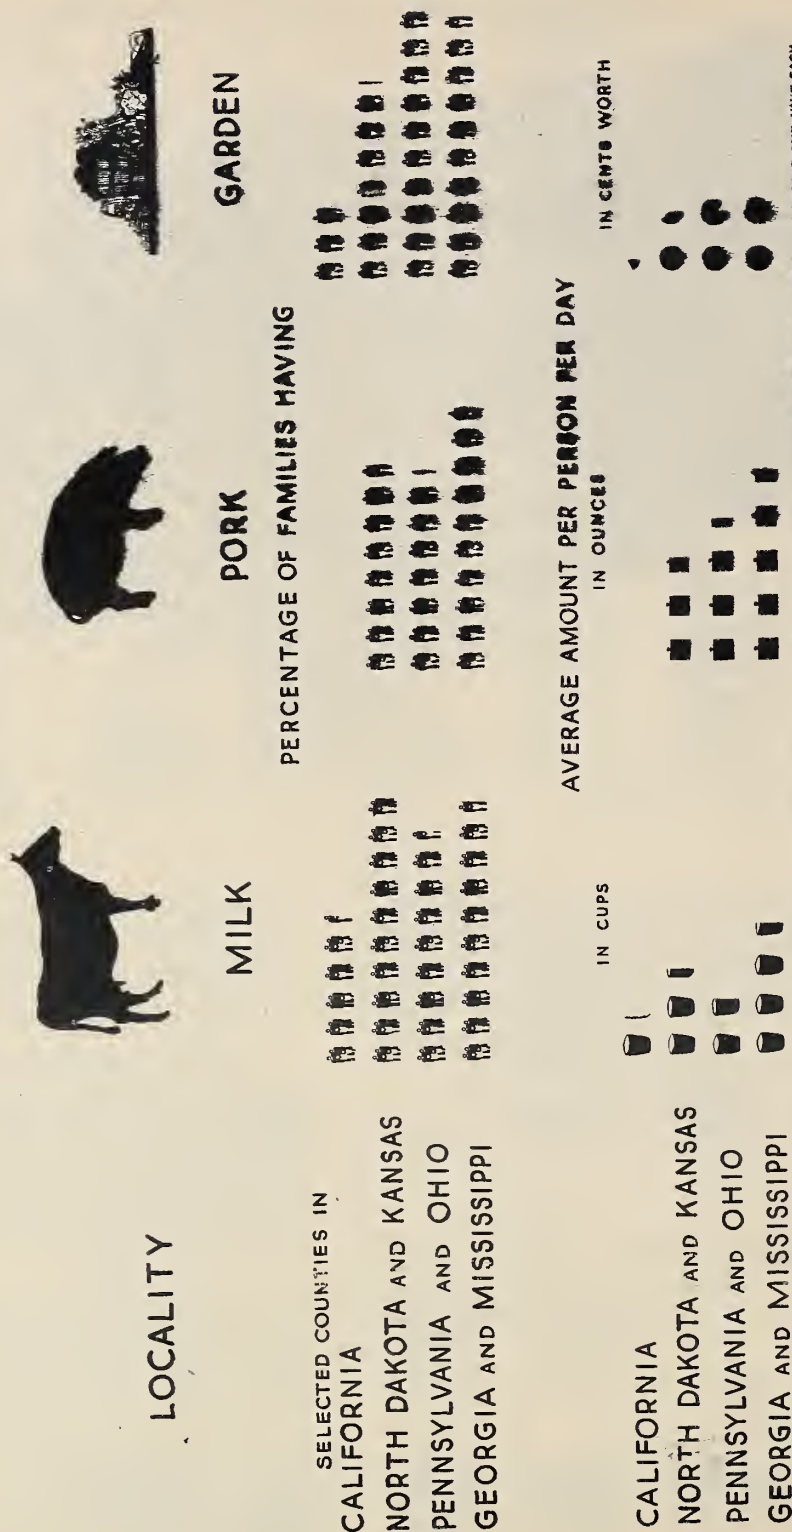 LOCALITY
MILK
PORK
GARDEN
PERCENTAGE OF FAMILIES HAVING
SELECTED COUNTIES IN
CALIFORNIA
NORTH DAKOTA AND KANSAS
PENNSYLVANIA AND OHIO
GEORGIA AND MISSISSIPPI
AVERAGE AMOUNT PER PERSON PER DAY
IN CUPS
IN OUNCES
IN CENTS WORTH
CALIFORNIA
NORTH DAKOTA AND KANSAS
PENNSYLVANIA AND OHIO
GEORGIA AND MISSISSIPPI